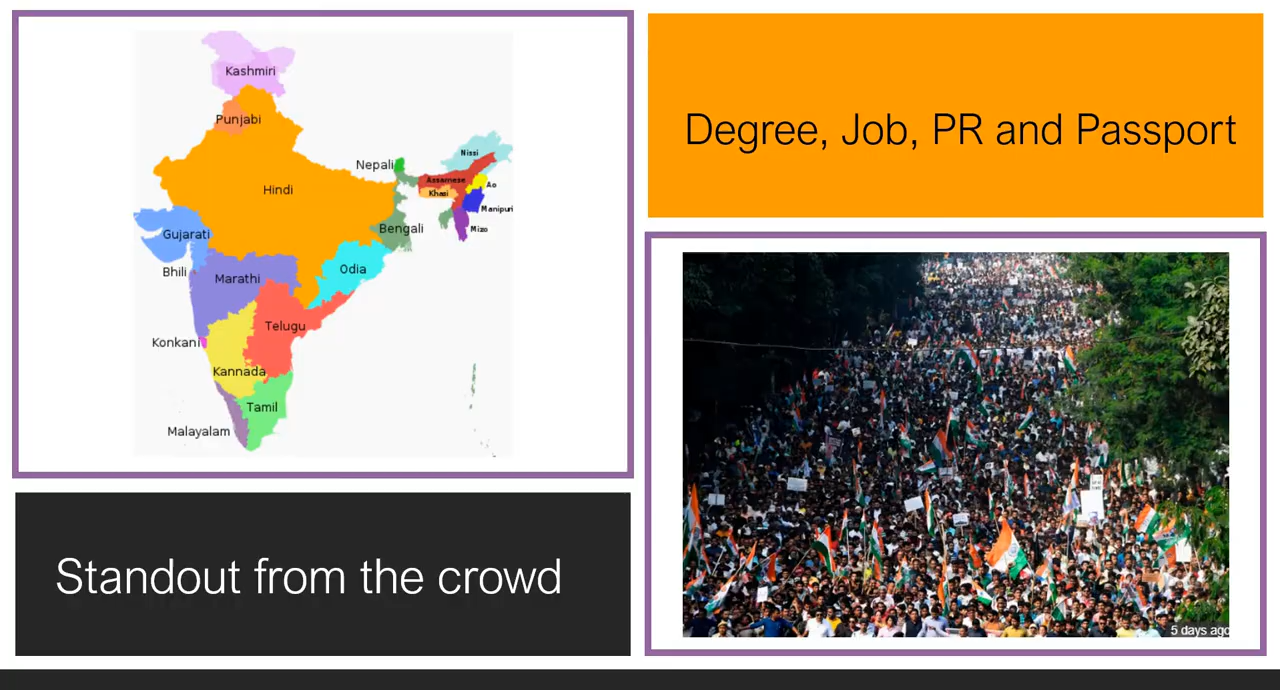 Kashmiri
Punjabi
Nepali
Nissi
Hindi
Assamese
Ao
Khasi
Manipuri
Gujarati
Bengali
Mizo
Bhili
Marathi
Odia
Telugu
Konkani
Kannada
Tamil
Malayalam
Degree, Job, PR and Passport
Standout from the crowd
5 days ago